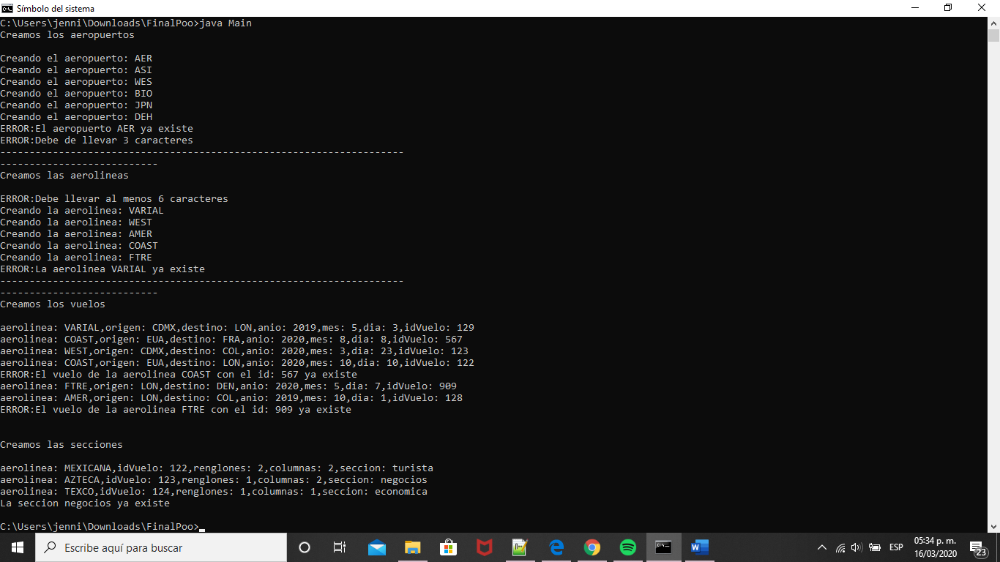 Símbolo del sistema
C:\Users\jenni\Downloads\FinalPoo>java Main
Creamos los aeropuertos
Creando el aeropuerto: AER
Creando el aeropuerto: ASI
Creando el aeropuerto: WES
Creando el aeropuerto: BIO
Creando el aeropuerto: JPN
Creando el aeropuerto: DEH
ERROR:El aeropuerto AER ya existe
ERROR:Debe de llevar 3 caracteres
---------------------------------------------------------------------
---------------------------
Creamos las aerolineas
ERROR:Debe llevar al menos 6 caracteres
Creando la aerolinea: VARIAL
Creando la aerolinea: WEST
Creando la aerolinea: AMER
Creando la aerolinea: COAST
Creando la aerolinea: FTRE
ERROR:La aerolinea VARIAL ya existe
---------------------------------------------------------------------
---------------------------
Creamos los vuelos
aerolinea: VARIAL,origen: CDMX,destino: LON,anio: 2019,mes: 5,dia: 3,idVuelo: 129
aerolinea: COAST,origen: EUA,destino: FRA,anio: 2020,mes: 8,dia: 8,idVuelo: 567
aerolinea: WEST,origen: CDMX,destino: COL,anio: 2020,mes: 3,dia: 23,idVuelo: 123
aerolinea: COAST,origen: EUA,destino: LON,anio: 2020,mes: 10,dia: 10,idVuelo: 122
ERROR:El vuelo de la aerolinea COAST con el id: 567 ya existe
aerolinea: FTRE,origen: LON,destino: DEN,anio: 2020,mes: 5,dia: 7,idVuelo: 909
aerolinea: AMER,origen: LON,destino: COL,anio: 2019,mes: 10,dia: 1,idVuelo: 128
ERROR:El vuelo de la aerolinea FTRE con el id: 909 ya existe
Creamos las secciones
aerolinea: MEXICANA,idVuelo: 122,renglones: 2,columnas: 2,seccion: turista
aerolinea: AZTECA,idVuelo: 123,renglones: 1,columnas: 2,seccion: negocios
aerolinea: TEXCO,idVuelo: 124,renglones: 1,columnas: 1,seccion: economica
La seccion negocios ya existe
C:\Users\jenni\Downloads\FinalPoo>
Escribe aquí para buscar
ESP
05:34 p. m.
16/03/2020
23